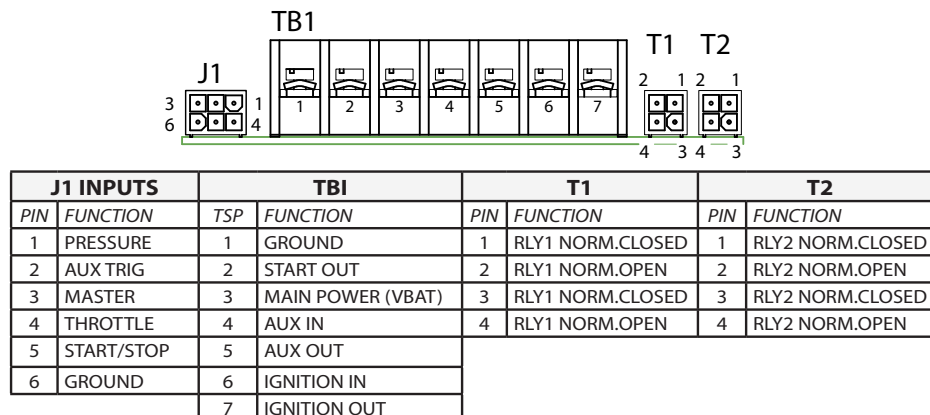 TB1
T1 T2
J1
2 1 2 1
3 1
1 2 3 4 5 6 7
6 4
4 3 4 3
J1 INPUTS TBI T1 T2
PIN FUNCTION TSP FUNCTION PIN FUNCTION PIN FUNCTION
1 PRESSURE 1 GROUND 1 RLY1 NORM.CLOSED 1 RLY2 NORM.CLOSED
2 AUX TRIG 2 START OUT 2 RLY1 NORM.OPEN 2 RLY2 NORM.OPEN
3 MASTER 3 MAIN POWER (VBAT) 3 RLY1 NORM.CLOSED 3 RLY2 NORM.CLOSED
4 THROTTLE 4 AUX IN 4 RLY1 NORM.OPEN 4 RLY2 NORM.OPEN
5 START/STOP 5 AUX OUT
6 GROUND 6 IGNITION IN
7 IGNITION OUT